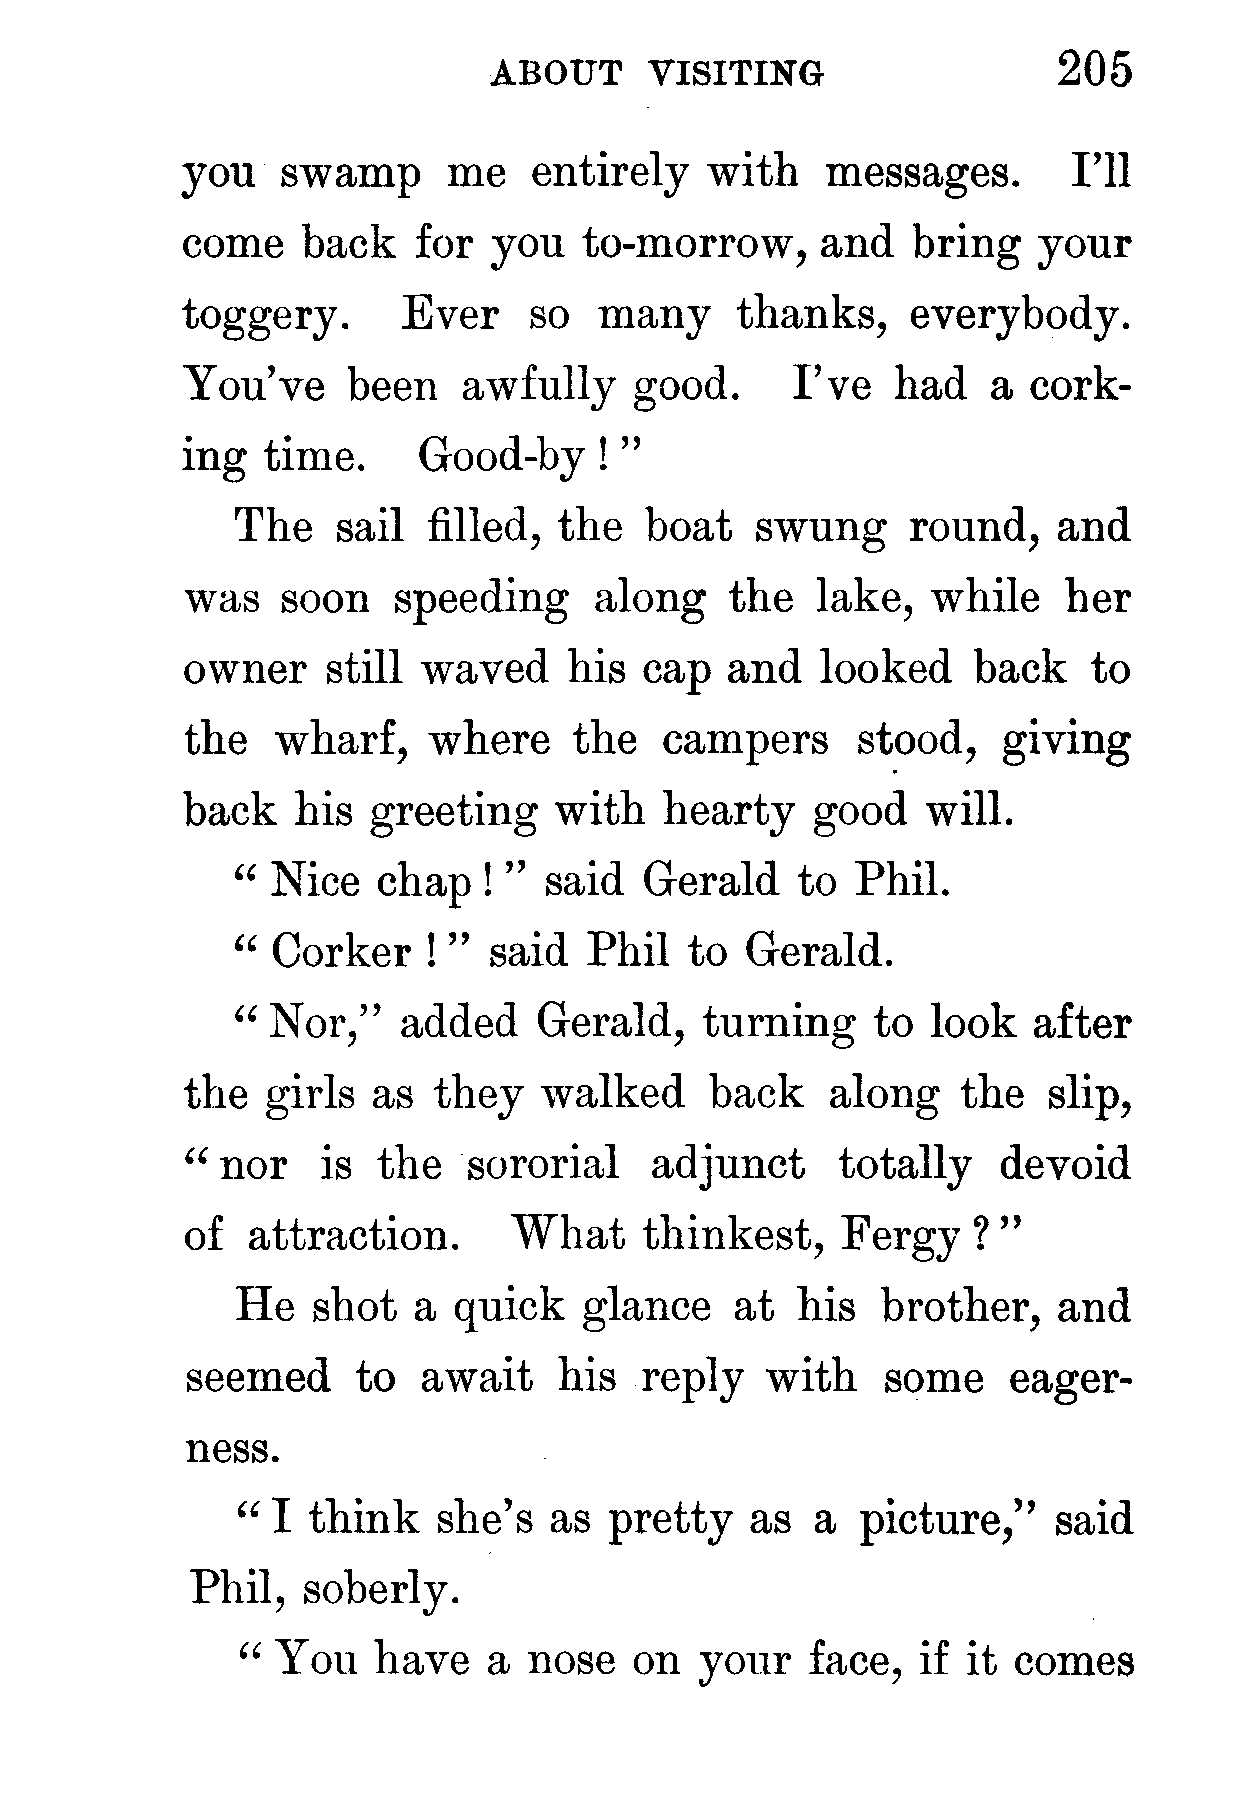 ABOUT VISITING 205
you swamp me entirely with messages. I'll
come back for you to-morrow, and bring your
toggery. Ever so many thanks, everybody.
You've been awfully good. I've had a cork-
ing time. Good-by ! "
The sail filled, the boat swung round, and
was soon speeding along the lake, while her
owner still waved his cap and looked back to
the wharf, where the campers stood, giving
back his greeting with hearty good will.
" Nice chap ! " said Gerald to Phil.
" Corker ! " said Phil to Gerald.
" Nor," added Gerald, turning to look after
the girls as they walked back along the slip,
" nor is the sororial adjunct totally devoid
of attraction. What thinkest, Fergy ? "
He shot a quick glance at his brother, and
seemed to await his reply with some eager-
ness.
" I think she's as pretty as a picture," said
Phil, soberly.
" You have a nose on your face, if it comes